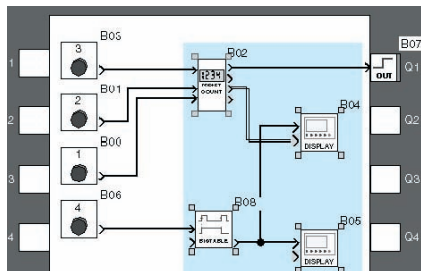 B03
3
B02
B07
1
1234
PRESET
COUNT
OUT
Q1
B01
2
2
B04
DISPLAY
Q2
B00
1
3
Q3
B06
4
B08
BISTABLE
B05
DISPLAY
4
Q4